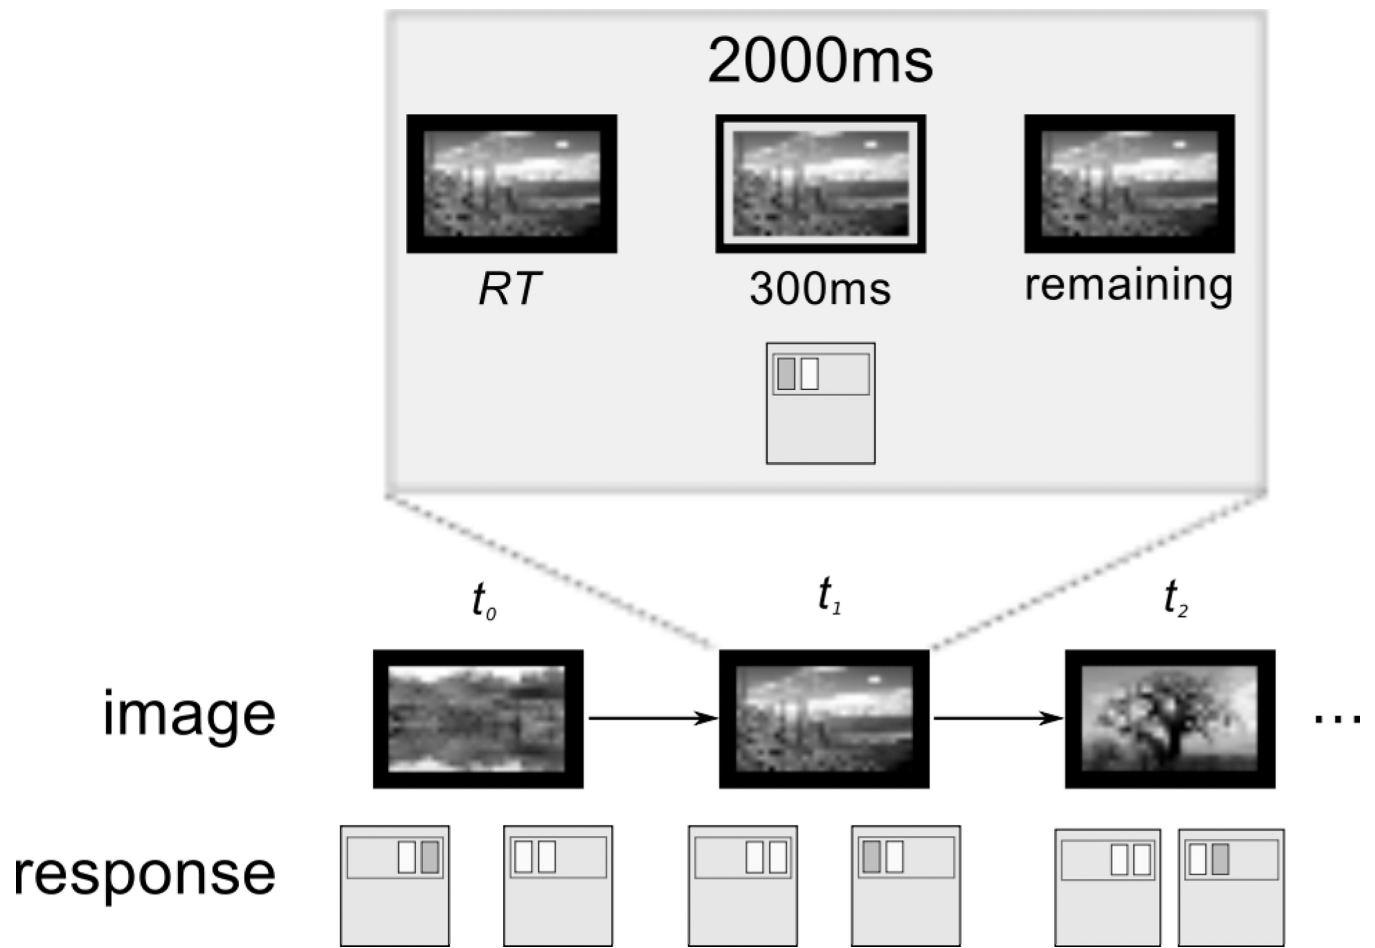 2000ms
RT
300ms
remaining
t0
t1
t2
image
...
response